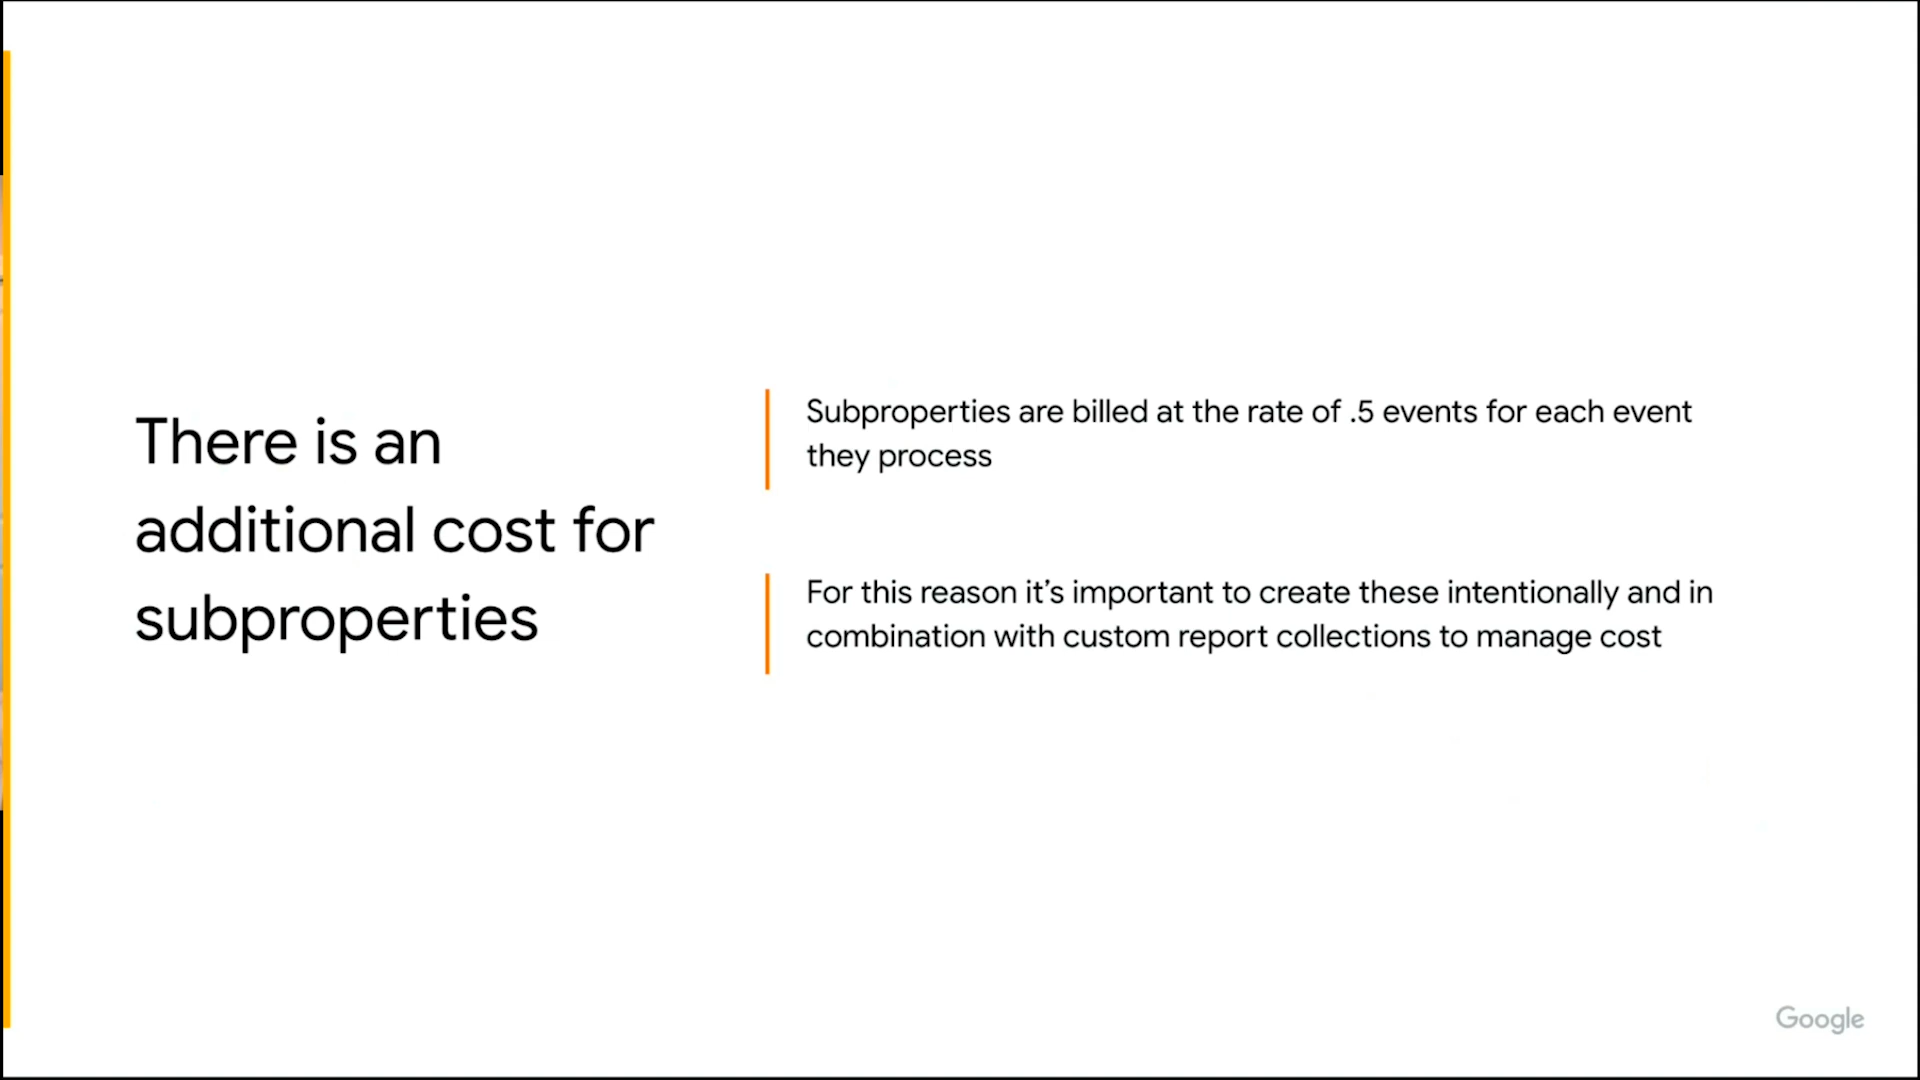 There is an
additional cost for
subproperties
Subproperties are billed at the rate of .5 events for each event
they process
For this reason it’s important to create these intentionally and in
combination with custom report collections to manage cost
Google